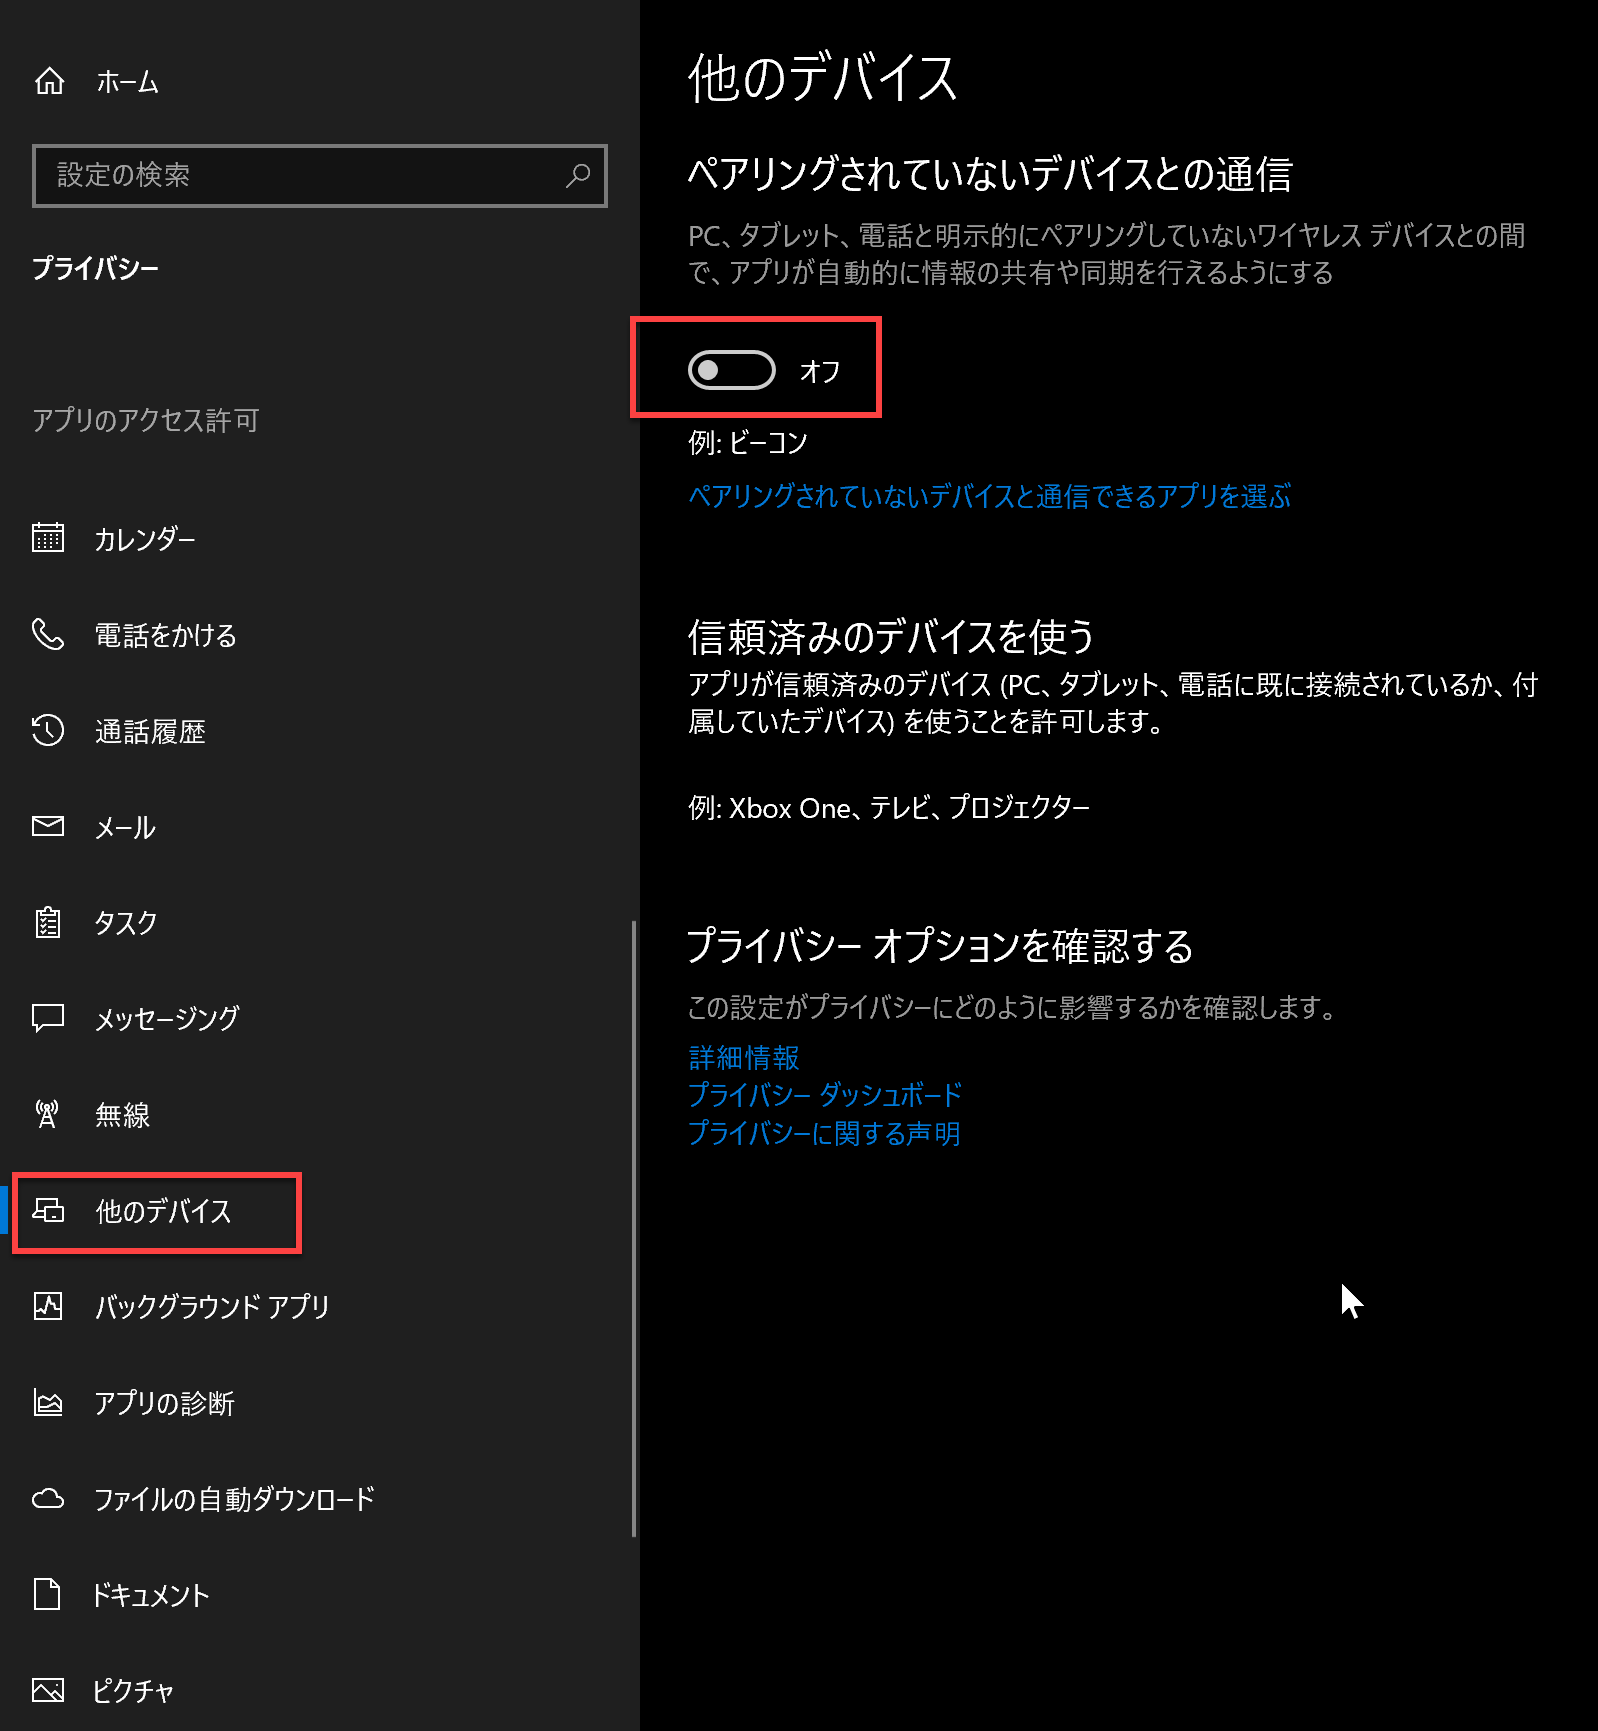 ホーム
設定の検索
プライバシー
アプリのアクセス許可
カレンダー
電話をかける
通話履歴
メール
タスク
メッセージング
無線
他のデバイス
バックグラウンド アプリ
アプリの診断
ファイルの自動ダウンロード
ドキュメント
ピクチャ
他のデバイス
ペアリングされていないデバイスとの通信
PC、タブレット、電話と明示的にペアリングしていないワイヤレス デバイスとの間
で、アプリが自動的に情報の共有や同期を行えるようにする
オフ
例: ビーコン
ペアリングされていないデバイスと通信できるアプリを選ぶ
信頼済みのデバイスを使う
アプリが信頼済みのデバイス (PC、タブレット、電話に既に接続されているか、付
属していたデバイス) を使うことを許可します。
例: Xbox One、テレビ、プロジェクター
プライバシー オプションを確認する
この設定がプライバシーにどのように影響するかを確認します。
詳細情報
プライバシー ダッシュボード
プライバシーに関する声明